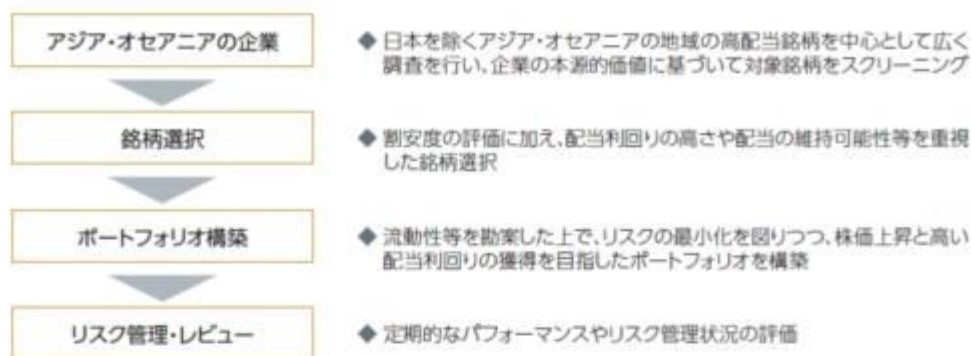 アジア・オセアニアの企業
◆ 日本を除くアジア・オセアニアの地域の高配当銘柄を中心として広く
調査を行い、企業の本源的価値に基づいて対象銘柄をスクリーニング
銘柄選択
◆ 割安度の評価に加え、配当利回りの高さや配当の維持可能性等を重視
した銘柄選択
ポートフォリオ構築
◆ 流動性等を勘案した上で、リスクの最小化を図りつつ、株価上昇と高い
配当利回りの獲得を目指したポートフォリオを構築
リスク管理・レビュー
◆ 定期的なパフォーマンスやリスク管理状況の評価